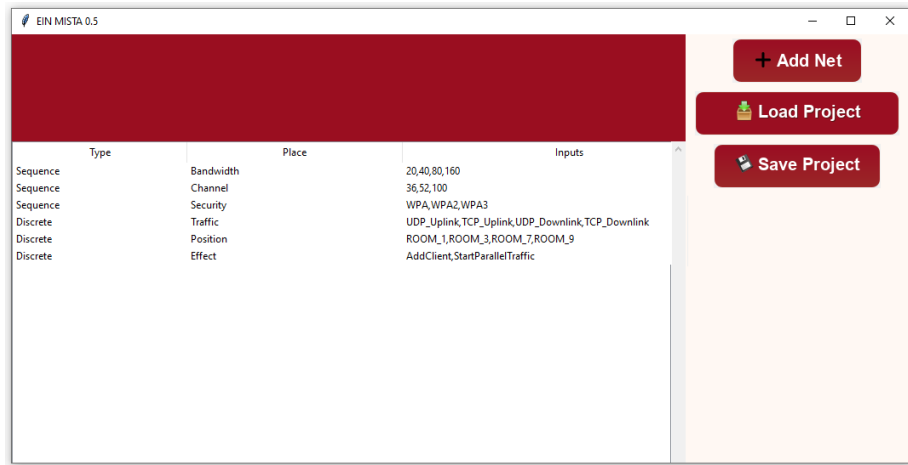 EIN MISTA 0.5
Add Net
Load Project
Save Project
Type Place Inputs
Sequence Bandwidth 20,40,80,160
Sequence Channel 36,52,100
Sequence Security WPA,WPA2,WPA3
Discrete Traffic UDP_Uplink,TCP_Uplink,UDP_Downlink,TCP_Downlink
Discrete Position ROOM_1,ROOM_3,ROOM_7,ROOM_9
Discrete Effect AddClient,StartParallelTraffic